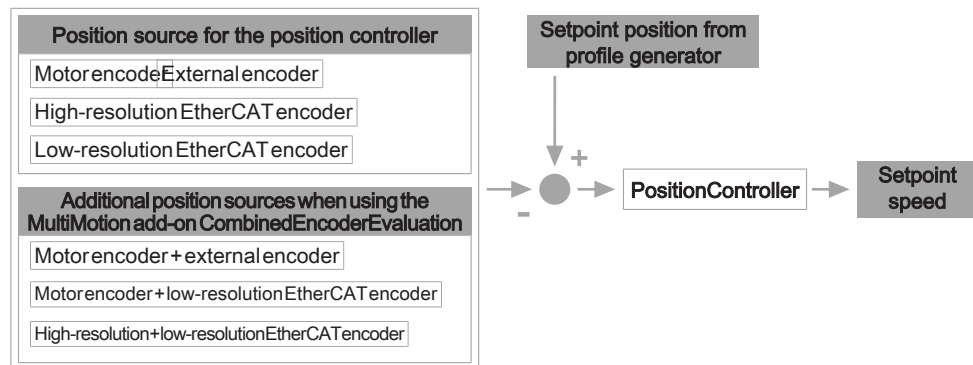 Position source for the position controller
Motor encoder
External encoder
High-resolution EtherCAT encoder
Low-resolution EtherCAT encoder
Additional position sources when using the
MultiMotion add-on CombinedEncoderEvaluation
Motor encoder + external encoder
Motor encoder + low-resolution EtherCAT encoder
High-resolution + low-resolution EtherCAT encoder
Setpoint position from
profile generator
+
-
PositionController
Setpoint
speed